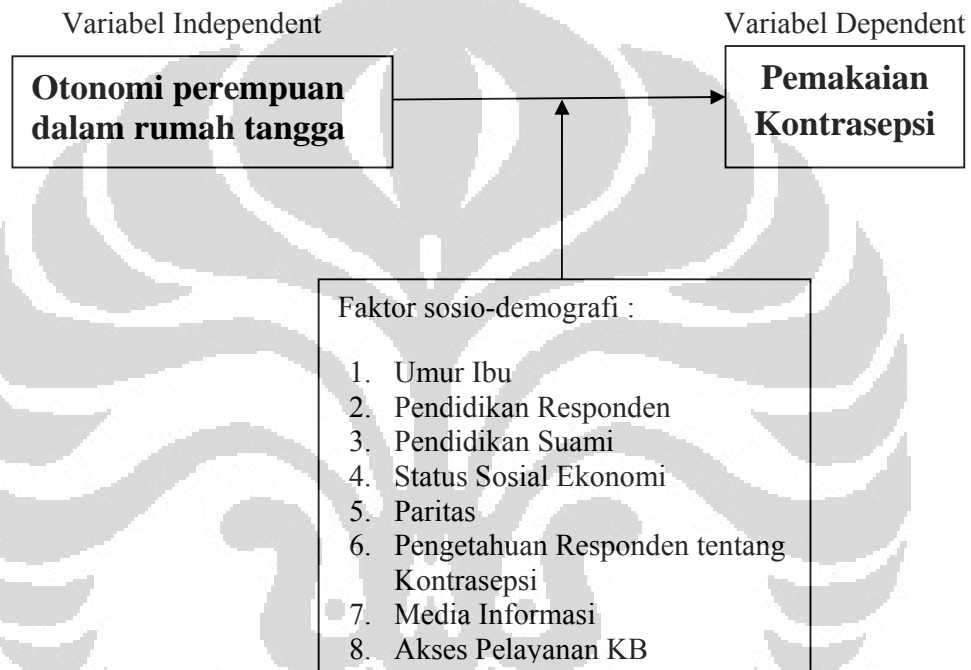 Variabel Independent
Variabel Dependent
Otonomi perempuan
dalam rumah tangga
Pemakaian
Kontrasepsi
Faktor sosio-demografi :
1. Umur Ibu
2. Pendidikan Responden
3. Pendidikan Suami
4. Status Sosial Ekonomi
5. Paritas
6. Pengetahuan Responden tentang
Kontrasepsi
7. Media Informasi
8. Akses Pelayanan KB